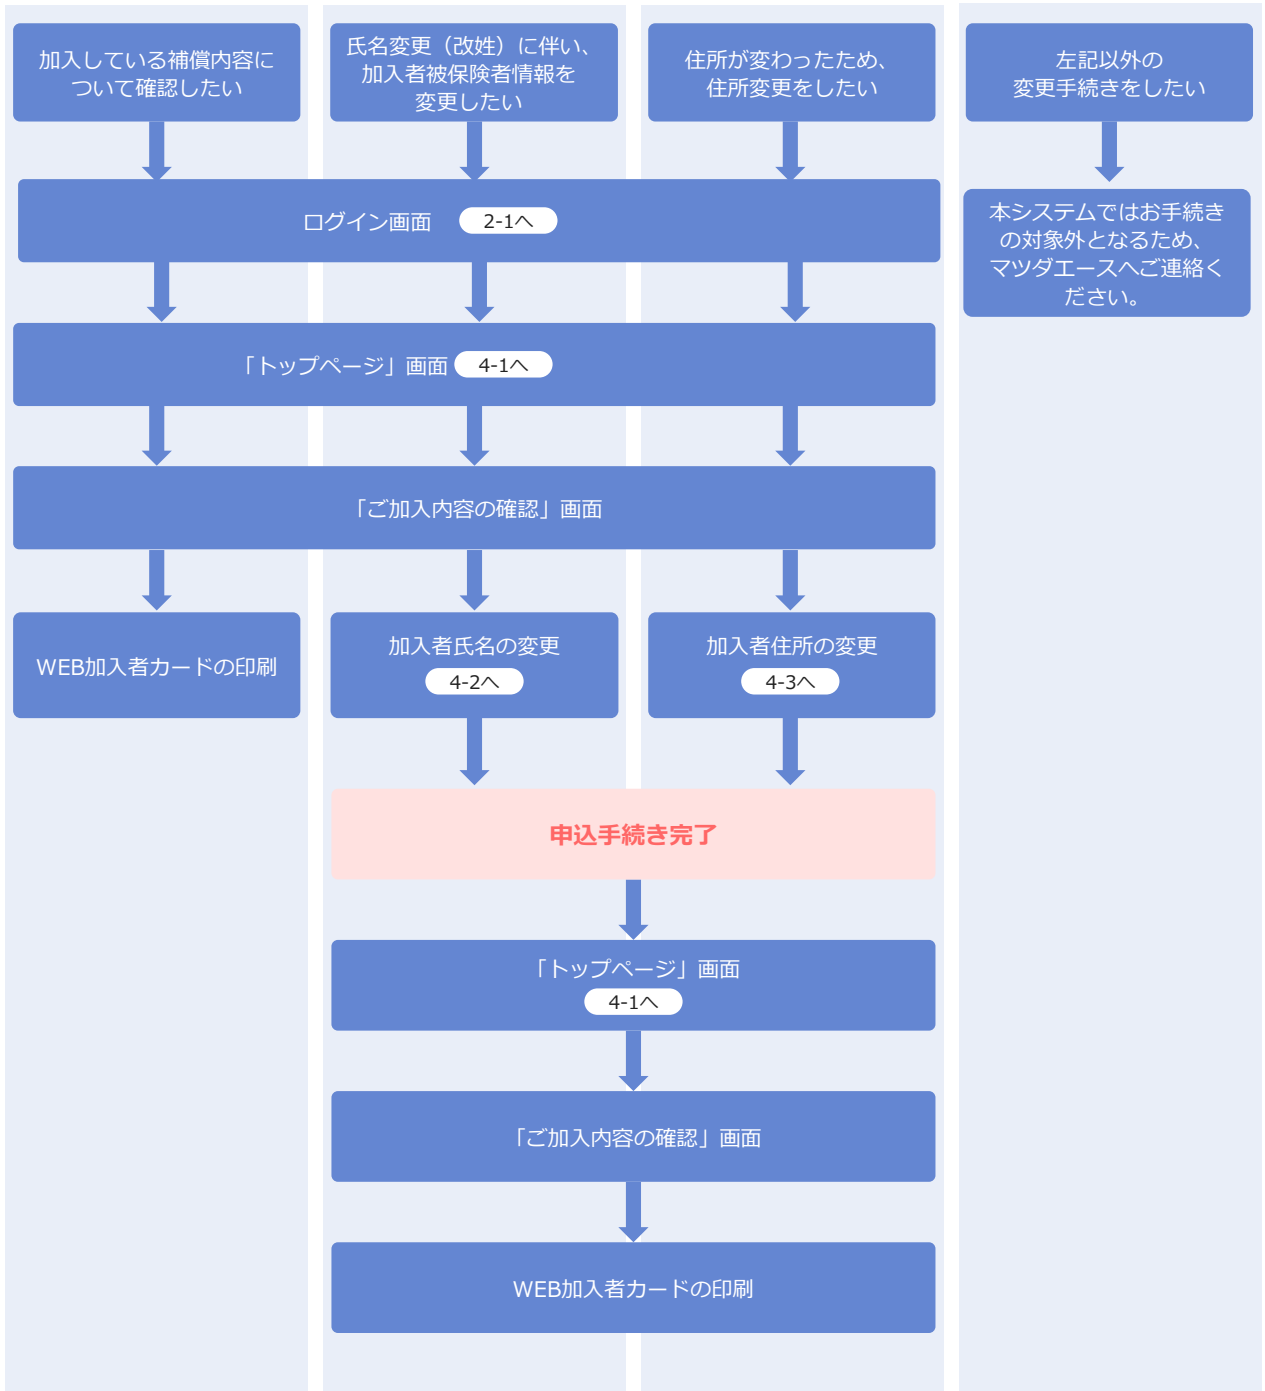 加入している補償内容に
ついて確認したい
氏名変更（改姓）に伴い、
加入者被保険者情報を
変更したい
住所が変わったため、
住所変更をしたい
左記以外の
変更手続きをしたい
ログイン画面 2-1へ
本システムではお手続き
の対象外となるため、
マツダエースへご連絡く
ださい。
「トップページ」画面 4-1へ
「ご加入内容の確認」画面
WEB加入者カードの印刷
加入者氏名の変更
4-2へ
加入者住所の変更
4-3へ
申込手続き完了
「トップページ」画面
4-1へ
「ご加入内容の確認」画面
WEB加入者カードの印刷